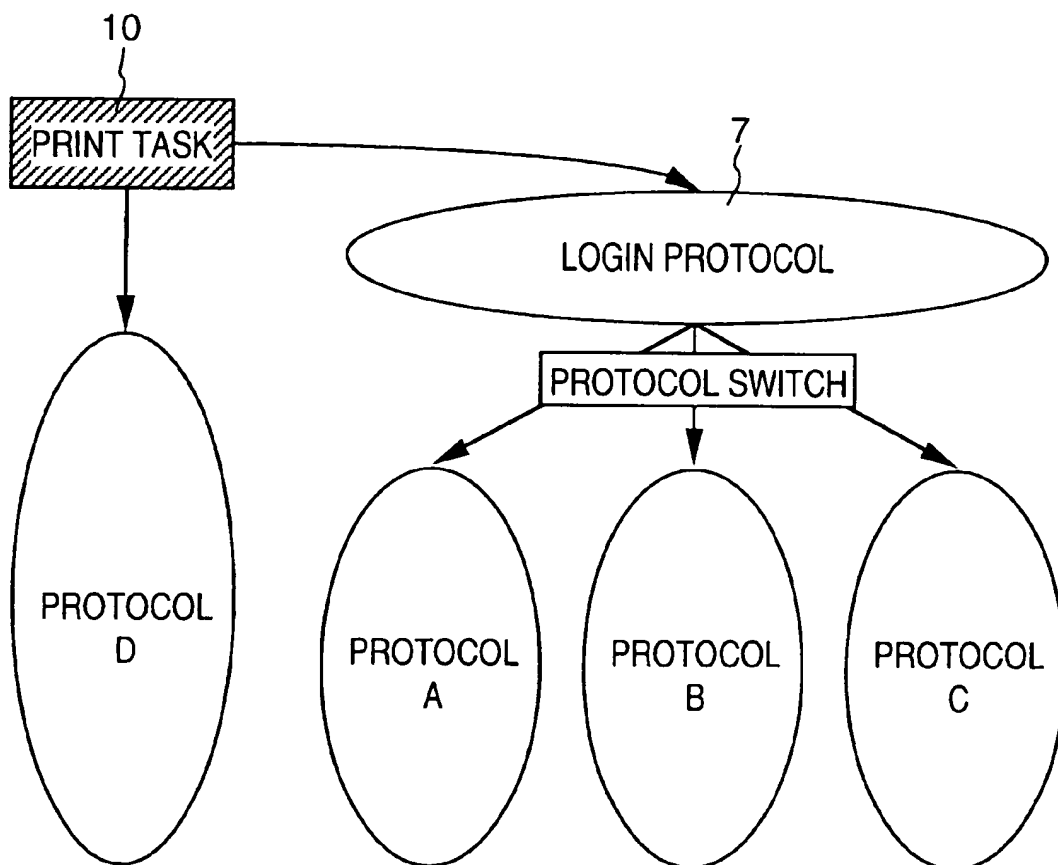 10
PRINT TASK
7
LOGIN PROTOCOL
PROTOCOL SWITCH
PROTOCOL
D
PROTOCOL
A
PROTOCOL
B
PROTOCOL
C